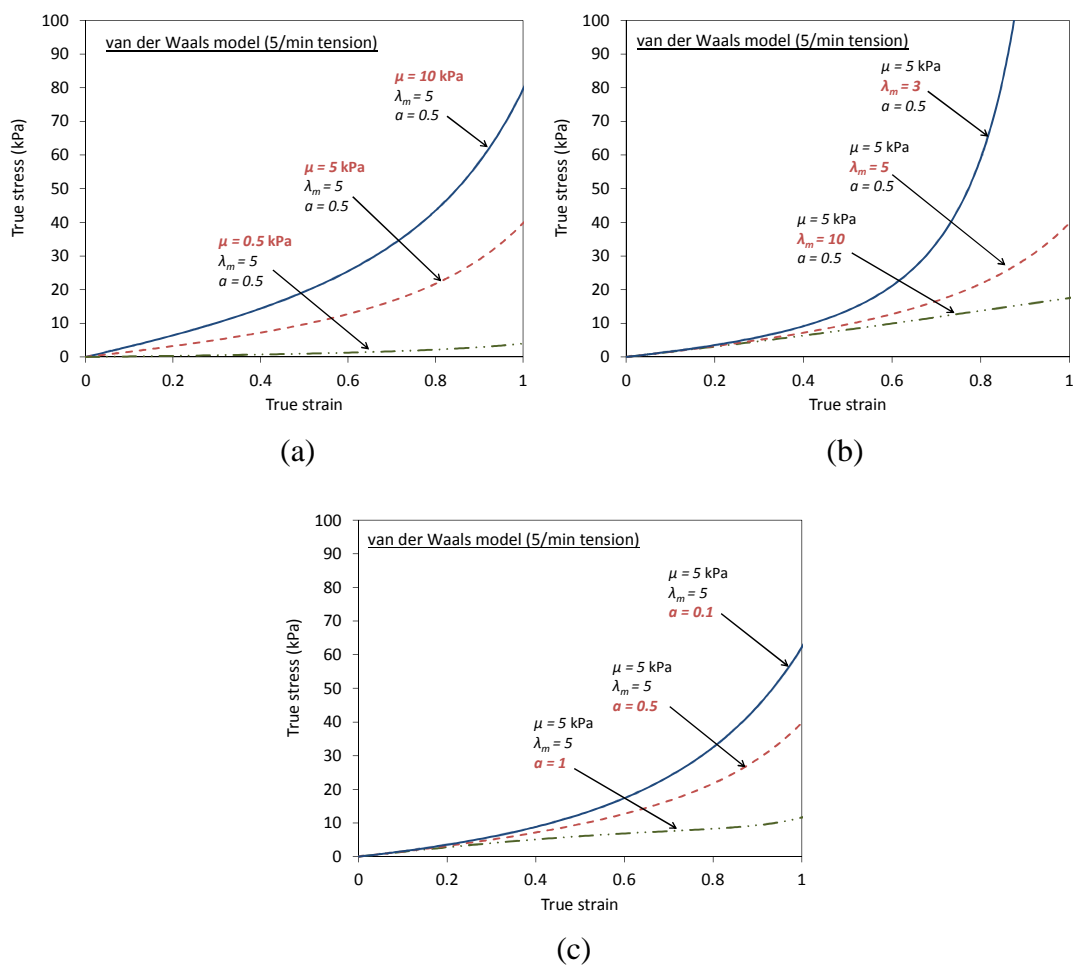 (a)
100
90
80
70
60
50
40
30
20
10
0
True stress (kPa)
van der Waals model (5/min tension)
μ = 10 kPa
λm = 5
α = 0.5
μ = 5 kPa
λm = 5
α = 0.5
μ = 0.5 kPa
λm = 5
α = 0.5
0 0.2 0.4 0.6 0.8 1
True strain
(a)
(b)
100
90
80
70
60
50
40
30
20
10
0
True stress (kPa)
van der Waals model (5/min tension)
μ = 5 kPa
λm = 3
α = 0.5
μ = 5 kPa
λm = 5
α = 0.5
μ = 5 kPa
λm = 10
α = 0.5
0 0.2 0.4 0.6 0.8 1
True strain
(b)
100
90
80
70
60
50
40
30
20
10
0
True stress (kPa)
van der Waals model (5/min tension)
μ = 5 kPa
λm = 5
α = 0.1
μ = 5 kPa
λm = 5
α = 0.5
μ = 5 kPa
λm = 5
α = 1
0 0.2 0.4 0.6 0.8 1
True strain
(c)